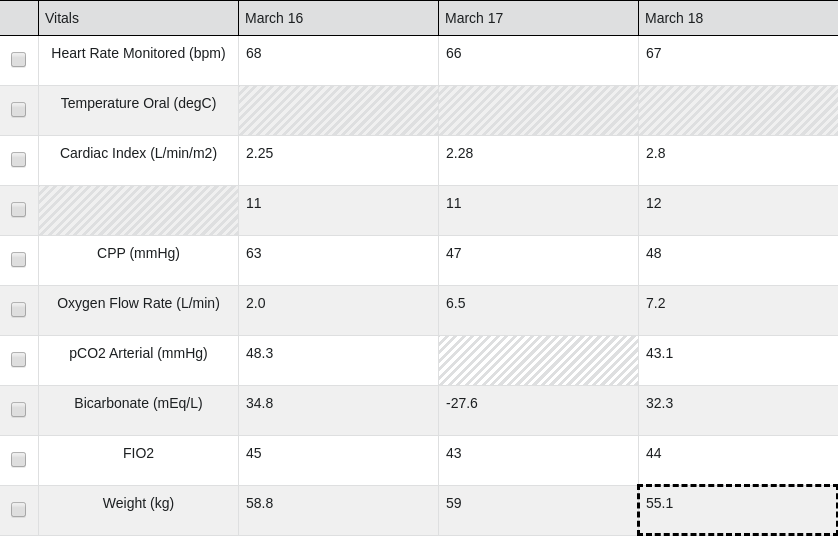 Vitals March 16 March 17 March 18
Heart Rate Monitored (bpm) 68 66 67
Temperature Oral (degC)
Cardiac Index (L/min/m2) 2.25 2.28 2.8
11 11 12
CPP (mmHg) 63 47 48
Oxygen Flow Rate (L/min) 2.0 6.5 7.2
pCO2 Arterial (mmHg) 48.3 43.1
Bicarbonate (mEq/L) 34.8 -27.6 32.3
FIO2 45 43 44
Weight (kg) 58.8 59 55.1